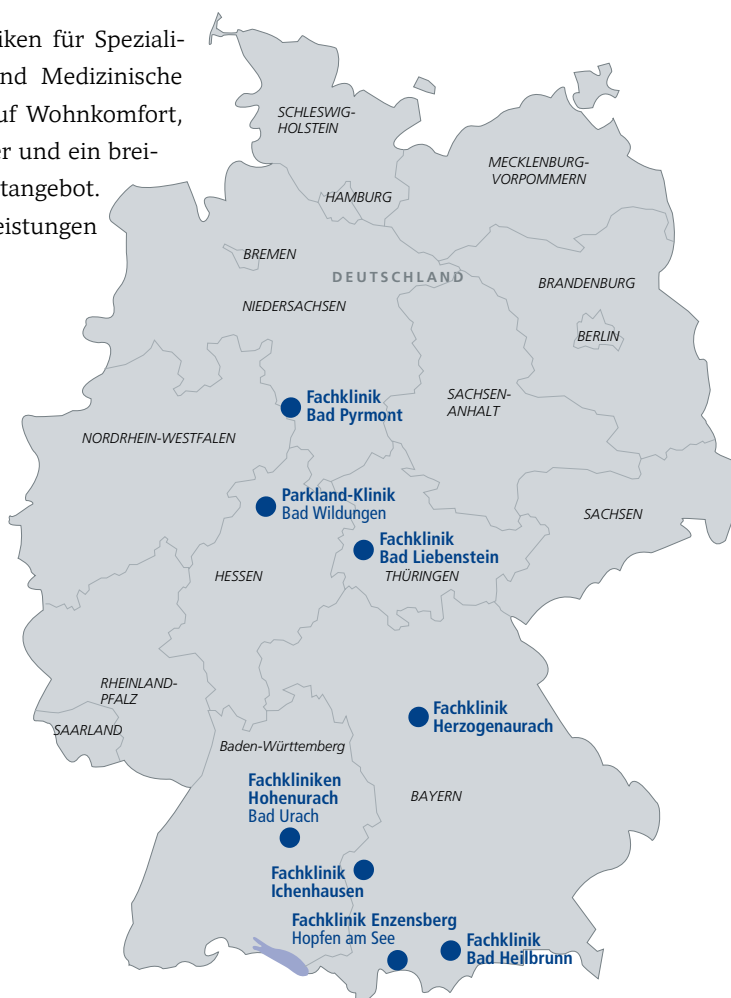 iken für Speziali-
nd Medizinische
uf Wohnkomfort,
er und ein brei-
tangebot.
eistungen
SCHLESWIG-
HOLSTEIN
MECKLENBURG-
VORPOMMERN
HAMBURG
BREMEN
DEUTSCHLAND
BRANDENBURG
NIEDERSACHSEN
BERLIN
SACHSEN-
ANHALT
Fachklinik
Bad Pyrmont
NORDRHEIN-WESTFALEN
Parkland-Klinik
Bad Wildungen
SACHSEN
Fachklinik
Bad Liebenstein
HESSEN
THÜRINGEN
RHEINLAND-
PFALZ
SAARLAND
Fachklinik
Herzogenaurach
Baden-Württemberg
Fachkliniken
Hohenurach
Bad Urach
BAYERN
Fachklinik
Ichenhausen
Fachklinik Enzensberg
Hopfen am See
Fachklinik
Bad Heilbrunn